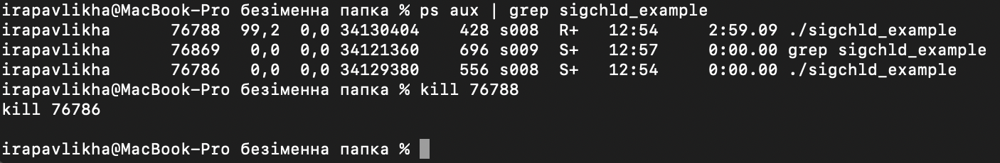 irapavlikha@MacBook-Pro безіменна папка % ps aux | grep sigchld_example
irapavlikha      76788  99,2  0,0 34130404    428 s008  R+   12:54     2:59.09 ./sigchld_example
irapavlikha      76869   0,0  0,0 34121360    696 s009  S+   12:57     0:00.00 grep sigchld_example
irapavlikha      76786   0,0  0,0 34129380    556 s008  S+   12:54     0:00.00 ./sigchld_example
irapavlikha@MacBook-Pro безіменна папка % kill 76788
kill 76786
irapavlikha@MacBook-Pro безіменна папка %